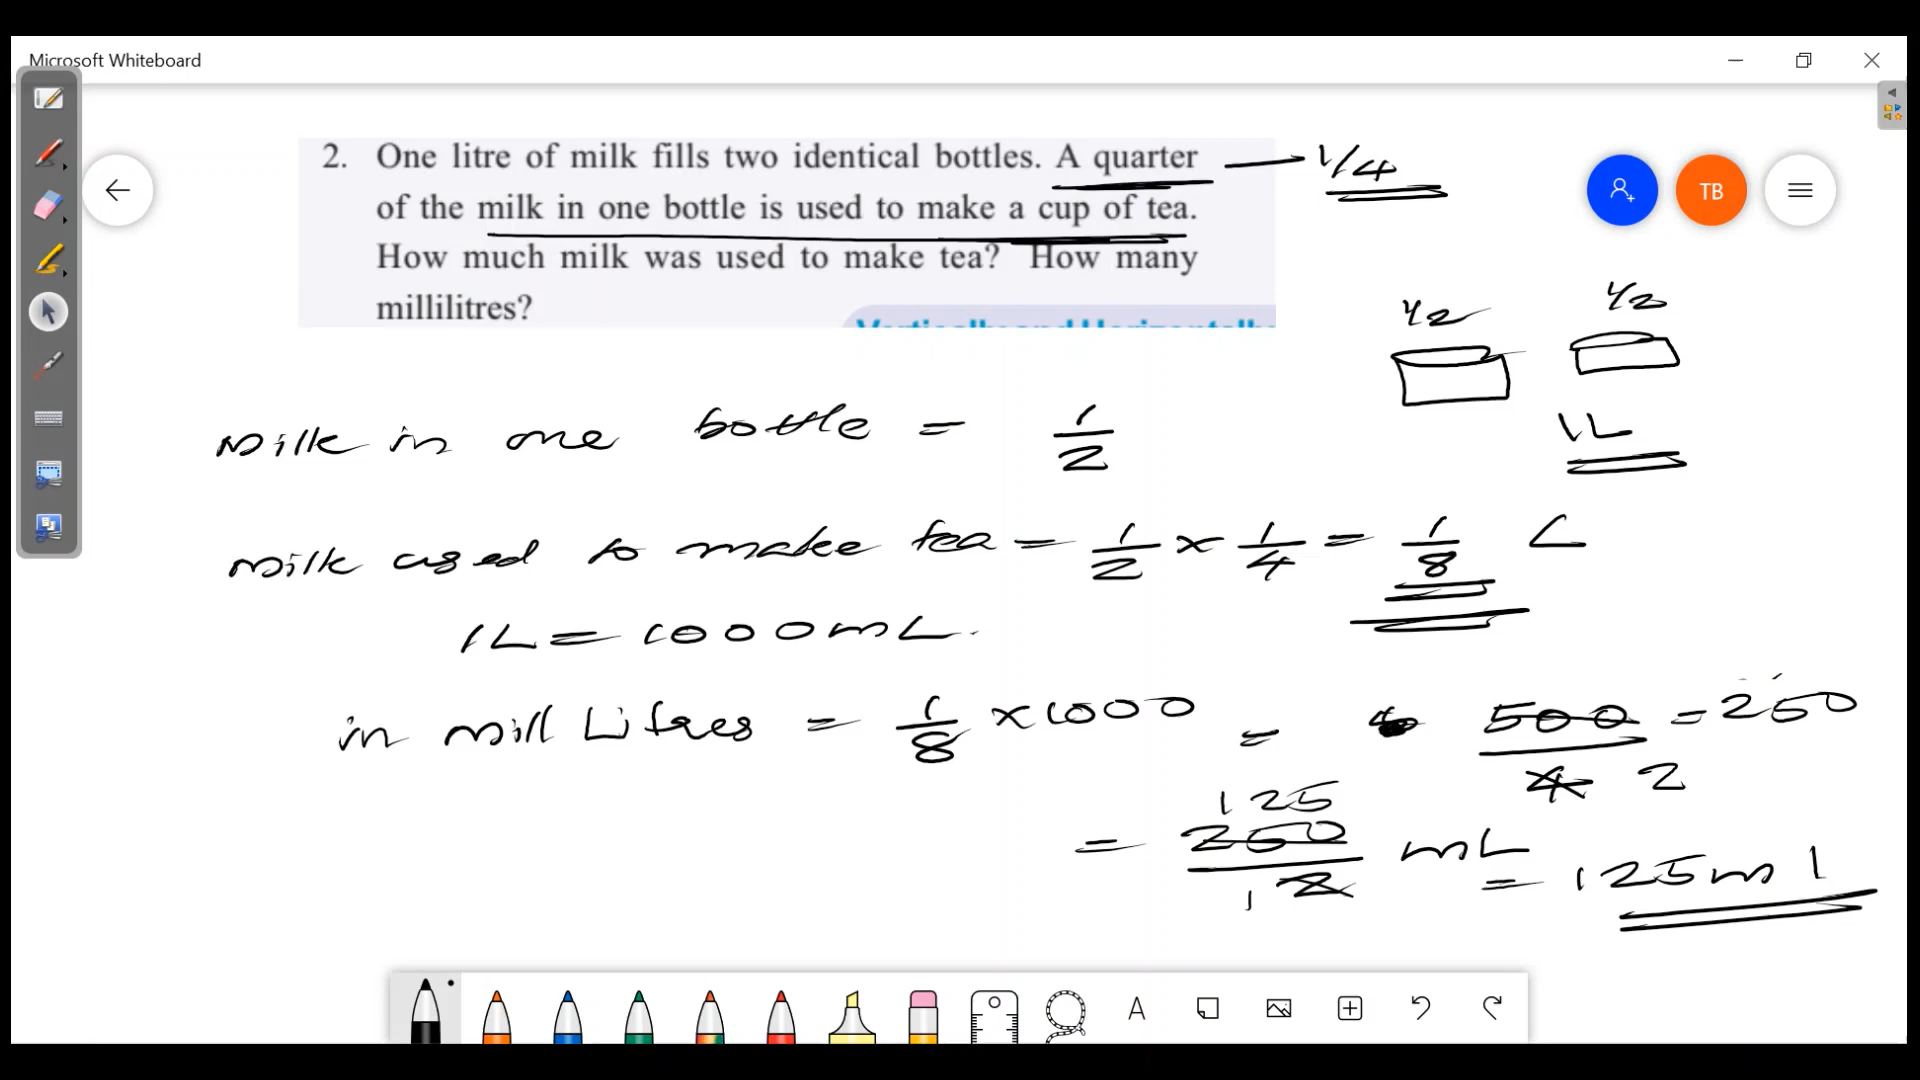 Microsoft Whiteboard
2. One litre of milk fills two identical bottles. A quarter
of the milk in one bottle is used to make a cup of tea.
How much milk was used to make tea? How many
millilitres?
1/4
TB
1/2 1/2
1L
milk in one bottle = 1/2
milk used to make tea = 1/2 x 1/4 = 1/8 L
1L = 1000mL.
in mill Litres = 1/8 x 1000 = 500/4 2 = 250
= 125 250/2 1 mL = 125ml
A